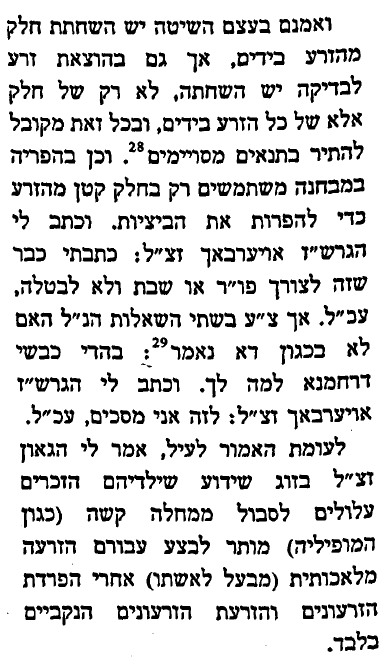 ואמנם בעצם השיטה יש השחתת חלק
מהזרע בידים, אך גם בהוצאת זרע
לבדיקה יש השחתה, לא רק של חלק
אלא של כל הזרע בידים, ובכל זאת מקובל
להתיר בתנאים מסויימים28. וכן בהפריה
במבחנה משתמשים רק בחלק קטן מהזרע
כדי להפרות את הביציות. וכתב לי
הגרש״ז אויערבאך זצ״ל: כתבתי כבר
שזה לצורך פו״ר או שבת ולא לבטלה,
עכ״ל. אך צ״ע בשתי השאלות הנ״ל האם
לא בכגון דא נאמר29: בהדי כבשי
דרחמנא למה לך. וכתב לי הגרש״ז
אויערבאך זצ״ל: לזה אני מסכים, עכ״ל.
לעומת האמור לעיל, אמר לי הגאון
זצ״ל בזוג שידוע שילדיהם הזכרים
עלולים לסבול ממחלה קשה (כגון
המופיליה) מותר לבצע עבורם הזרעה
מלאכותית (מבעל לאשתו) אחרי הפרדת
הזרעונים והזרעת הזרעונים הנקביים
בלבד.